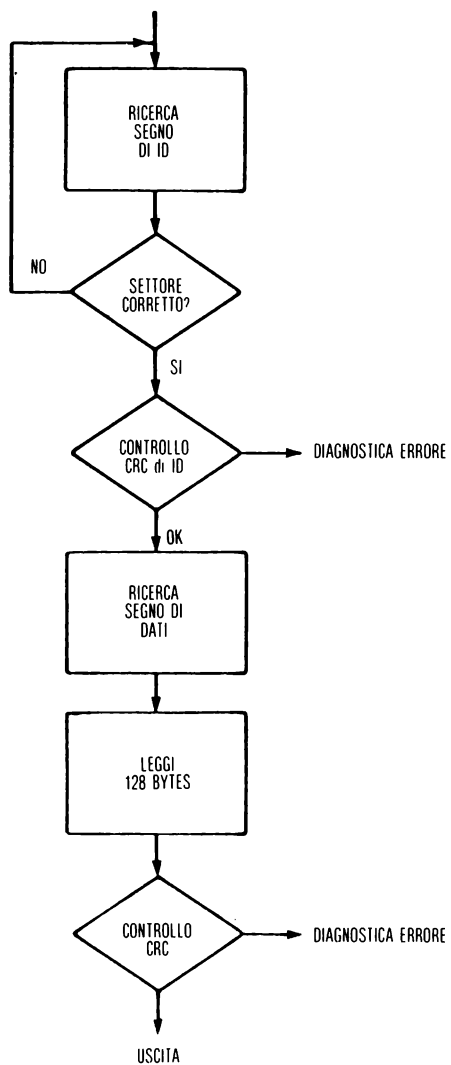 RICERCA
SEGNO
DI ID
NO
SETTORE
CORRETTO?
SI
CONTROLLO
CRC di ID
DIAGNOSTICA ERRORE
OK
RICERCA
SEGNO DI
DATI
LEGGI
128 BYTES
CONTROLLO
CRC
DIAGNOSTICA ERRORE
USCITA